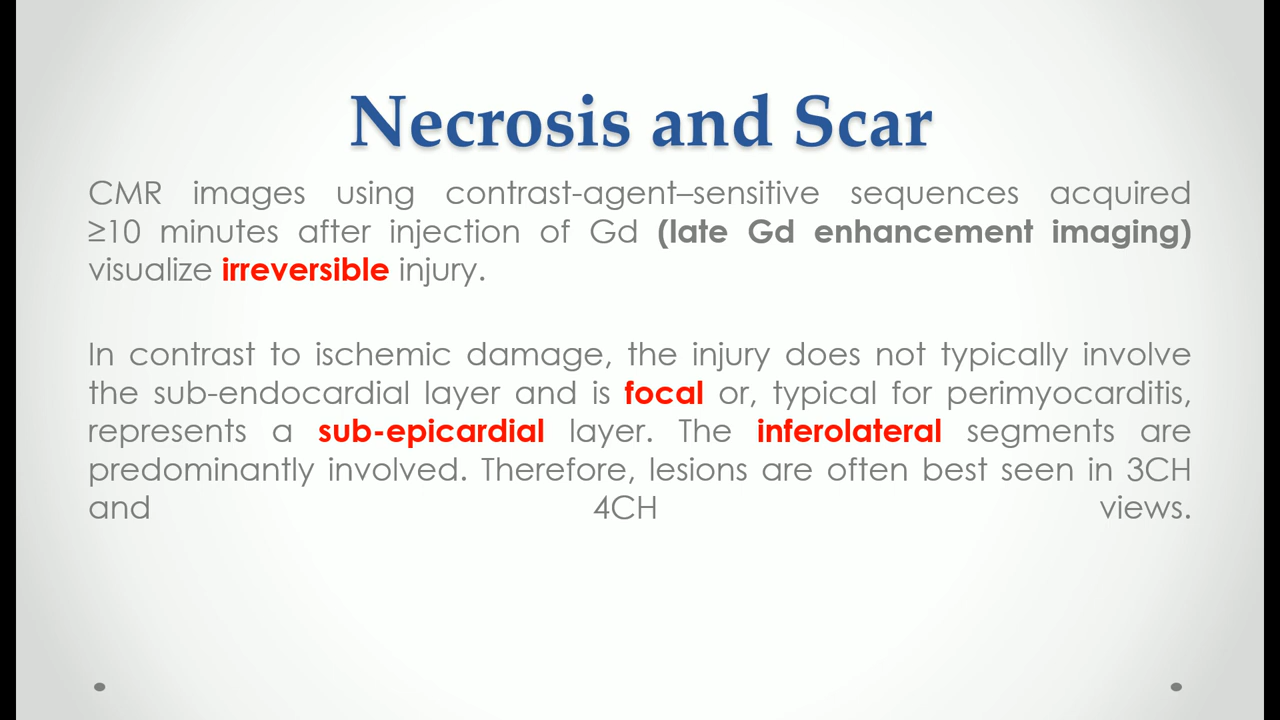 Necrosis and Scar
CMR images using contrast-agent–sensitive sequences acquired
≥10 minutes after injection of Gd (late Gd enhancement imaging)
visualize irreversible injury.
In contrast to ischemic damage, the injury does not typically involve
the sub-endocardial layer and is focal or, typical for perimyocarditis,
represents a sub-epicardial layer. The inferolateral segments are
predominantly involved. Therefore, lesions are often best seen in 3CH
and 4CH views.